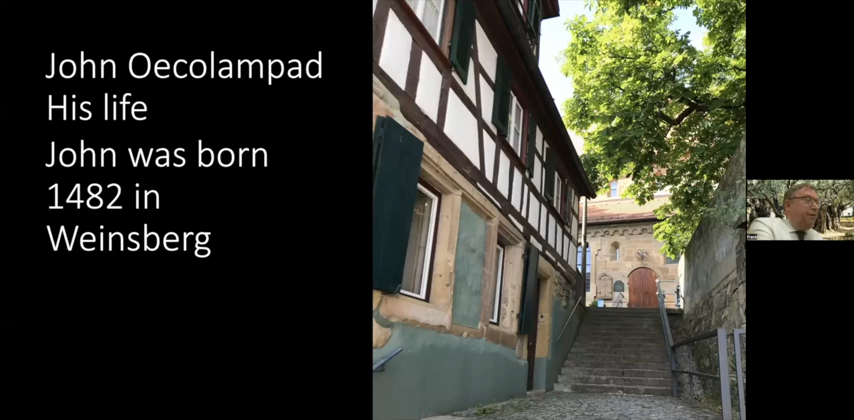 John Oecolampad
His life
John was born
1482 in
Weinsberg